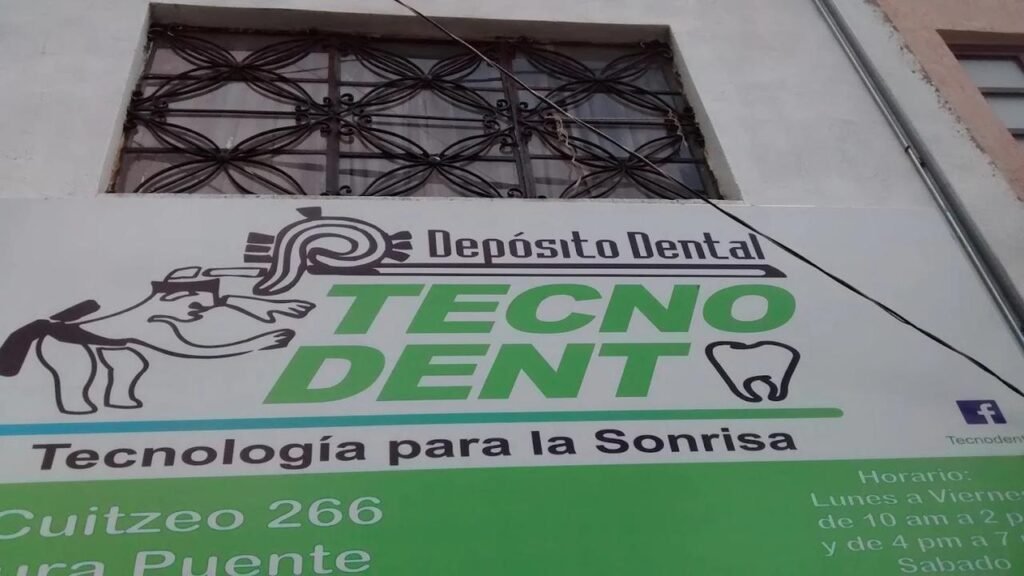 Depósito Dental
TECNO
DENT
Tecnología para la Sonrisa
Tecnodent
Cuitzeo 266
Puente
Horario:
Lunes a
de 10 am a 2
y de 4 pm a 7
Sabado